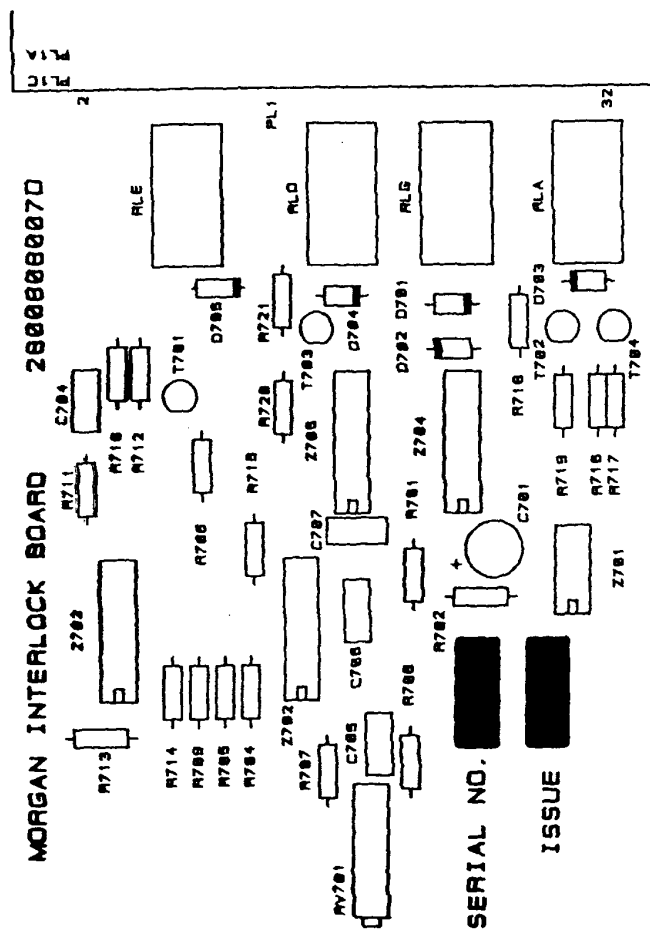 PL1A
PL1C
2
32
PL1
MORGAN INTERLOCK BOARD 2800808007D
RLE
RLD
RLG
RLA
D705
R721
D704
D701
D703
C704
R710
R712
T701
R720
T703
D702
R718
T702
T704
R711
R706
R715
Z705
C707
R701
Z704
C701
+
R719
R716
R717
Z703
Z702
C706
R702
Z701
R713
R714
R709
R705
R704
R707
C705
R708
RV701
SERIAL NO.
ISSUE